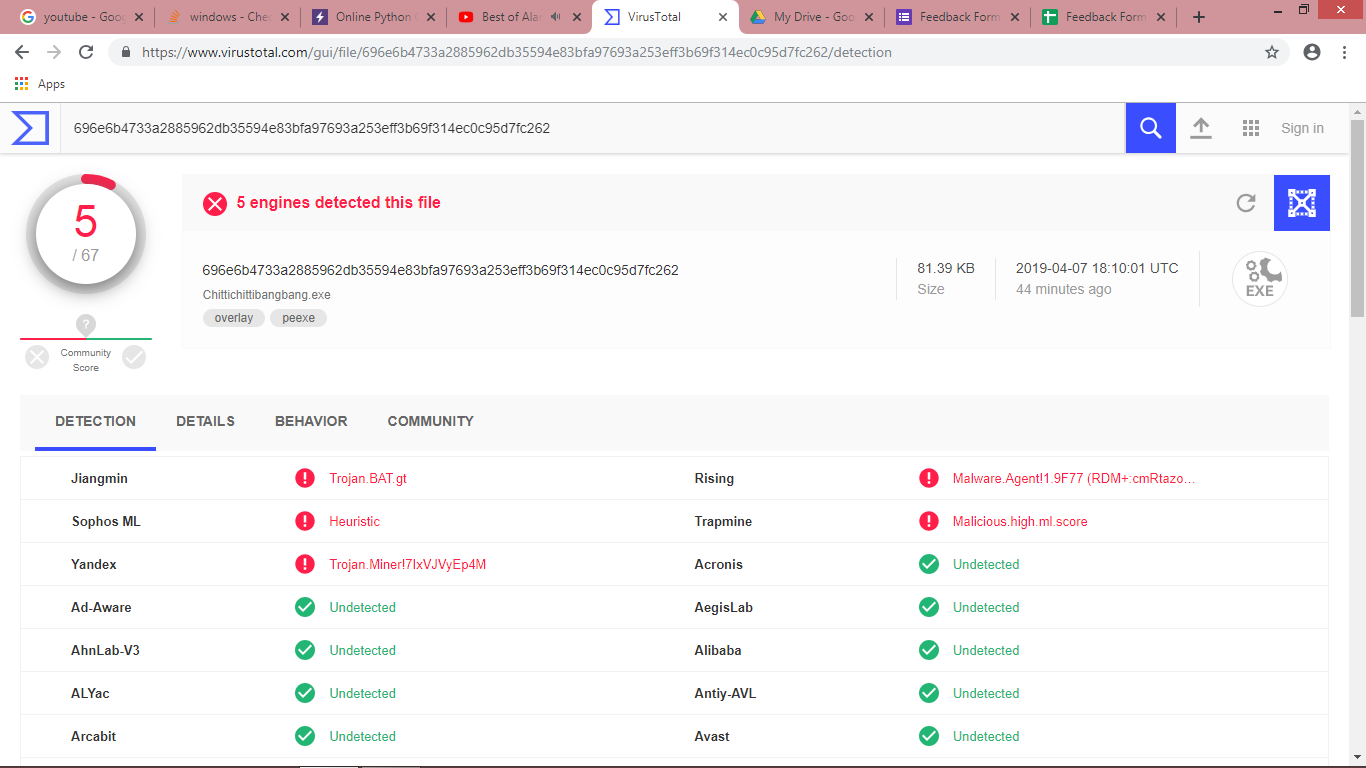 youtube - Goog
windows - Chec
Online Python
Best of Alan
VirusTotal
My Drive - Goo
Feedback Form
Feedback Form
https://www.virustotal.com/gui/file/696e6b4733a2885962db35594e83bfa97693a253eff3b69f314ec0c95d7fc262/detection
Apps
696e6b4733a2885962db35594e83bfa97693a253eff3b69f314ec0c95d7fc262
Sign in
5
/ 67
?
Community
Score
5 engines detected this file
696e6b4733a2885962db35594e83bfa97693a253eff3b69f314ec0c95d7fc262
Chittichittibangbang.exe
overlay peexe
81.39 KB
Size
2019-04-07 18:10:01 UTC
44 minutes ago
EXE
DETECTION DETAILS BEHAVIOR COMMUNITY
Jiangmin Trojan.BAT.gt Rising Malware.Agent!1.9F77 (RDM+:cmRtazo…
Sophos ML Heuristic Trapmine Malicious.high.ml.score
Yandex Trojan.Miner!7IxVJVyEp4M Acronis Undetected
Ad-Aware Undetected AegisLab Undetected
AhnLab-V3 Undetected Alibaba Undetected
ALYac Undetected Antiy-AVL Undetected
Arcabit Undetected Avast Undetected